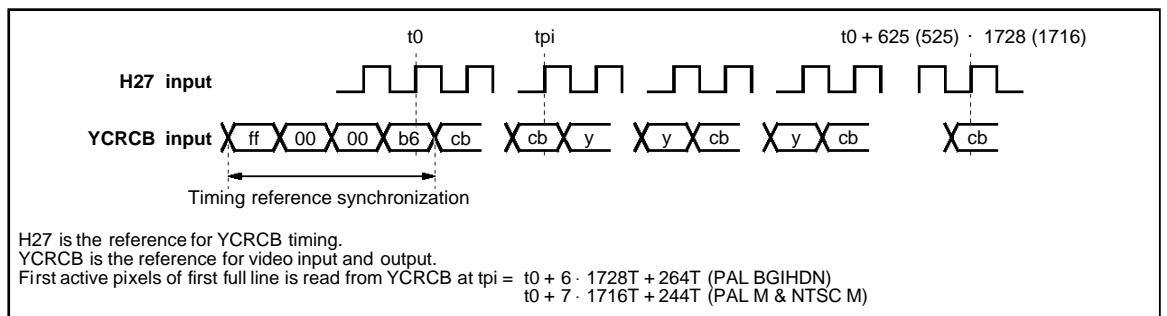 t0 tpi t0 + 625 (525) · 1728 (1716)
H27 input
YCRCB input ff 00 00 b6 cb cb y y cb y cb cb
Timing reference synchronization
H27 is the reference for YCRCB timing.
YCRCB is the reference for video input and output.
First active pixels of first full line is read from YCRCB at tpi = t0 + 6 · 1728T + 264T (PAL BGIHDN)
t0 + 7 · 1716T + 244T (PAL M & NTSC M)